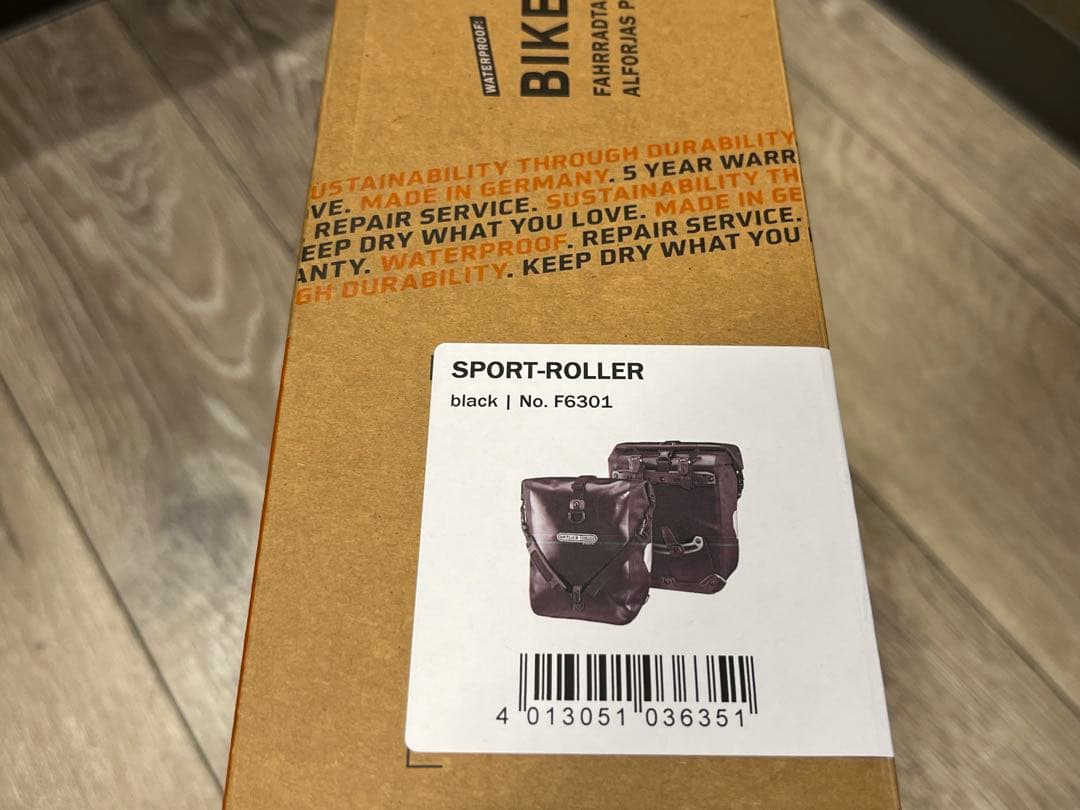 WATERPROOF
BIKE
FAHRRADTA
ALFORJAS P
USTAINABILITY THROUGH DURABILITY
VE. MADE IN GERMANY. 5 YEAR WARR
REPAIR SERVICE. SUSTAINABILITY TH
EEP DRY WHAT YOU LOVE. MADE IN GE
ANTY. WATERPROOF. REPAIR SERVICE.
GH DURABILITY. KEEP DRY WHAT YOU
SPORT-ROLLER
black | No. F6301
4 013051 036351